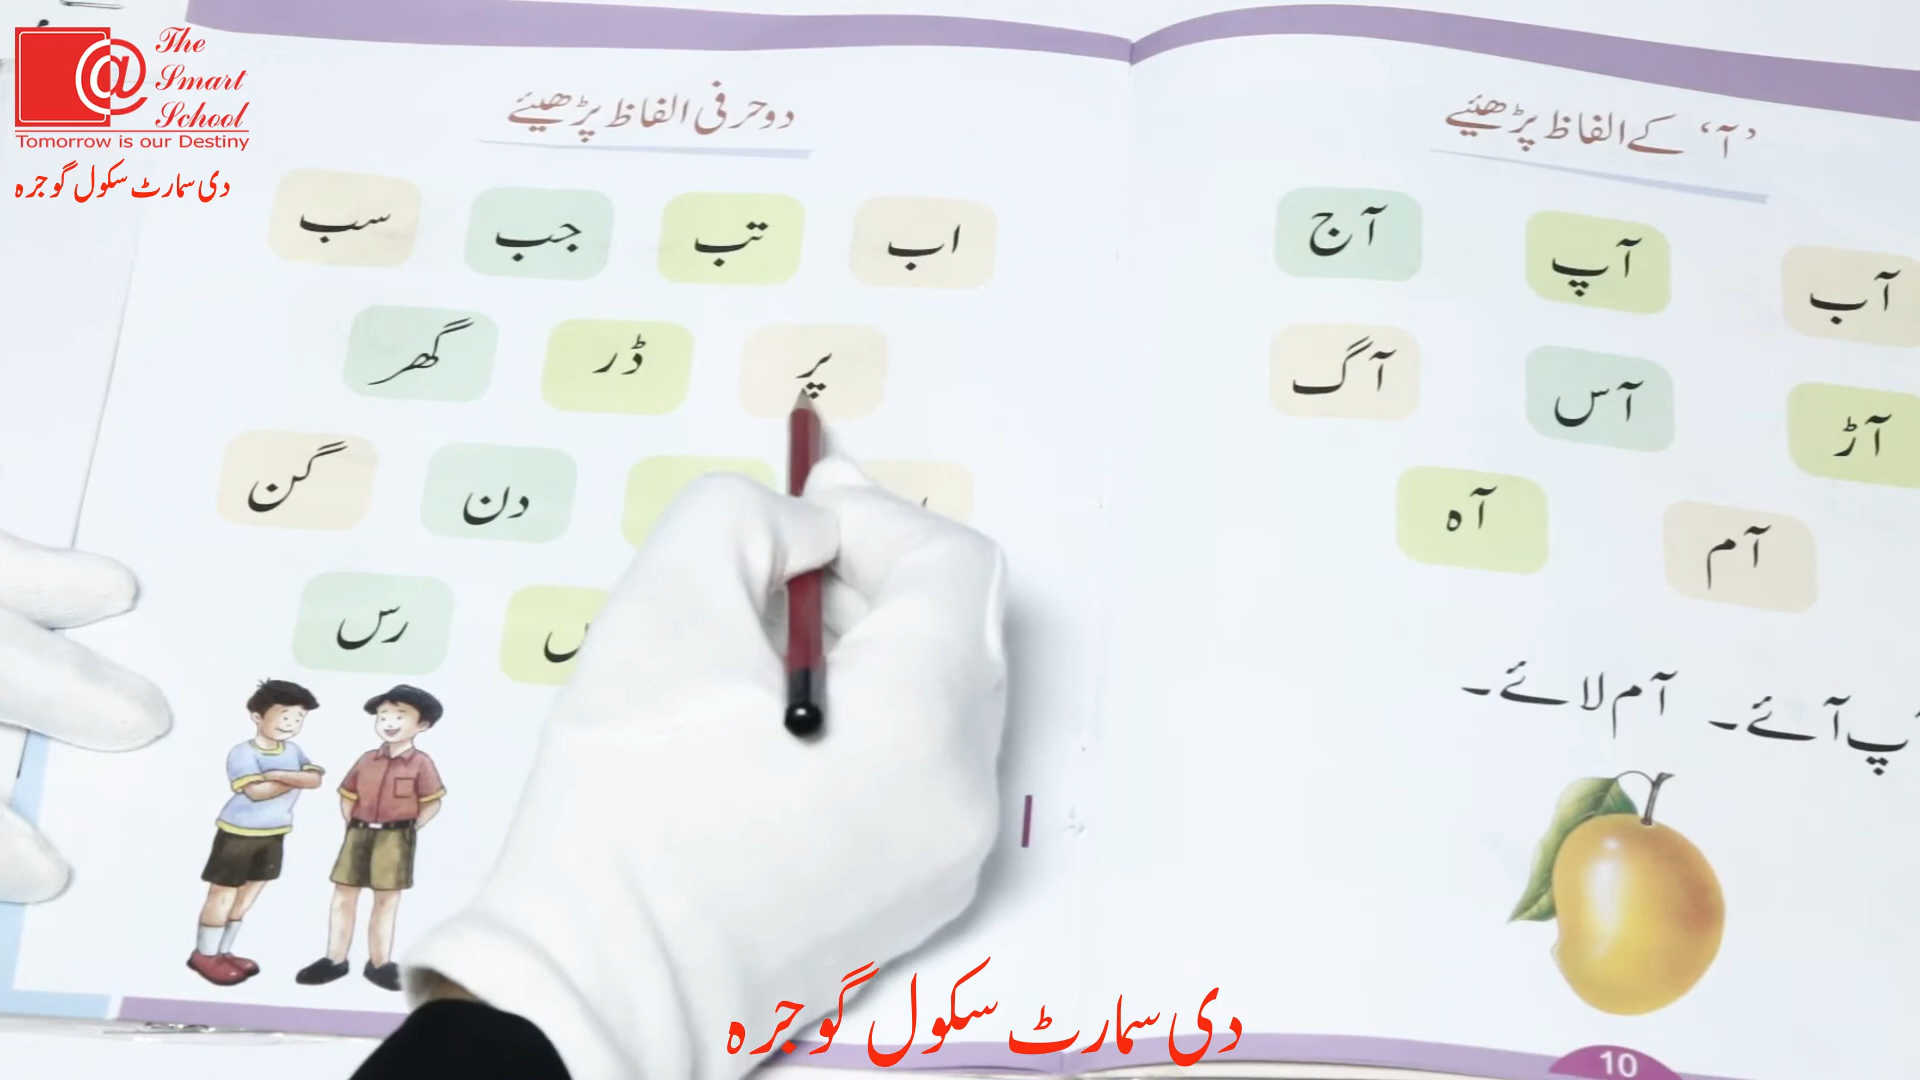 The
Smart
School
Tomorrow is our Destiny
دی سمارٹ سکول گوجرہ
’آ‘ کے الفاظ پڑھیئے
آب آپ آج
آڑ آس آگ
آم آہ
آئے۔ آم لائے۔
10
دو حرفی الفاظ پڑھیئے
اب تب جب سب
پر ڈر گھر
دن گن
رس
دی سمارٹ سکول گوجرہ